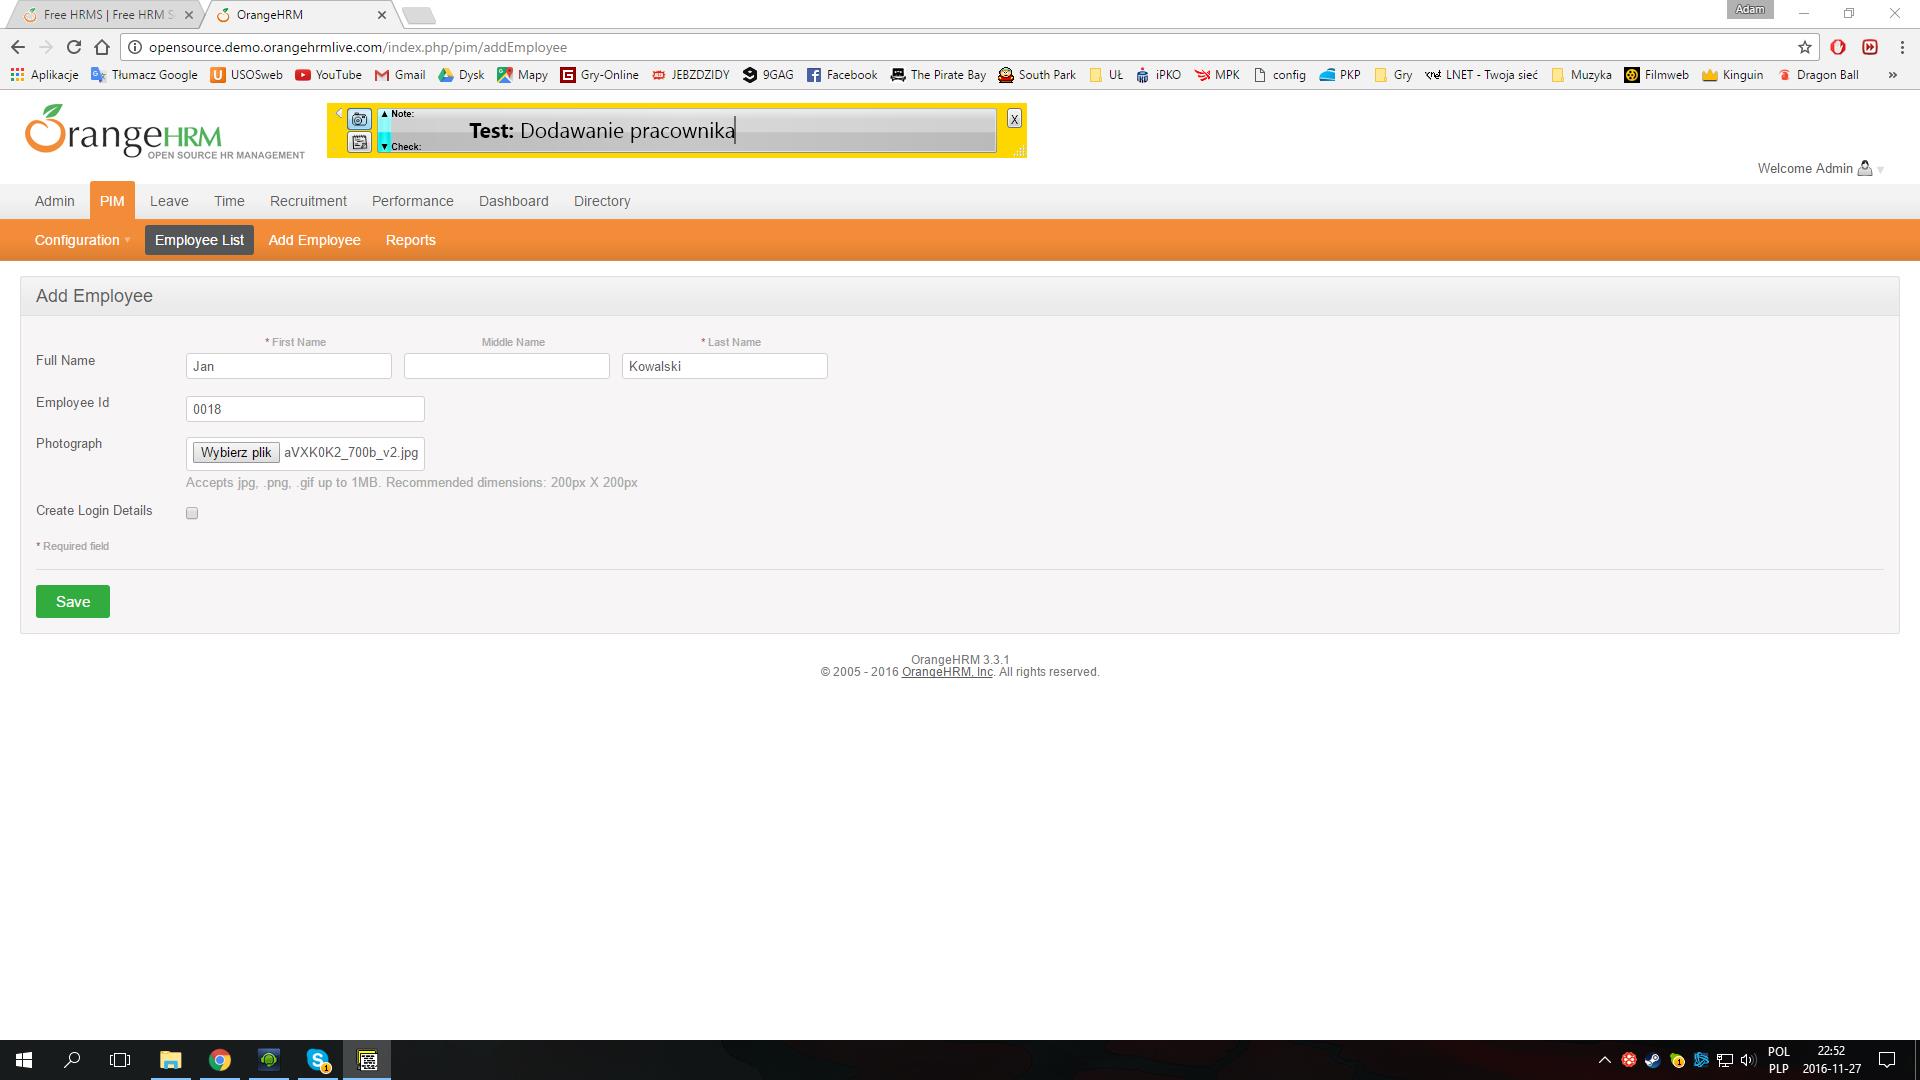 Free HRMS | Free HRM S
OrangeHRM
Adam
opensource.demo.orangehrmlive.com/index.php/pim/addEmployee
Aplikacje Tłumacz Google USOSweb YouTube Gmail Dysk Mapy Gry-Online JEBZDZIDY 9GAG Facebook The Pirate Bay South Park UŁ iPKO MPK config PKP Gry LNET - Twoja sieć Muzyka Filmweb Kinguin Dragon Ball »
OrangeHRM
OPEN SOURCE HR MANAGEMENT
Note:
Test: Dodawanie pracownika
Check:
X
Welcome Admin
Admin PIM Leave Time Recruitment Performance Dashboard Directory
Configuration Employee List Add Employee Reports
Add Employee
* First Name Middle Name * Last Name
Full Name Jan Kowalski
Employee Id 0018
Photograph Wybierz plik aVXK0K2_700b_v2.jpg
Accepts jpg, .png, .gif up to 1MB. Recommended dimensions: 200px X 200px
Create Login Details
* Required field
Save
OrangeHRM 3.3.1
© 2005 - 2016 OrangeHRM, Inc. All rights reserved.
POL 22:52
PLP 2016-11-27